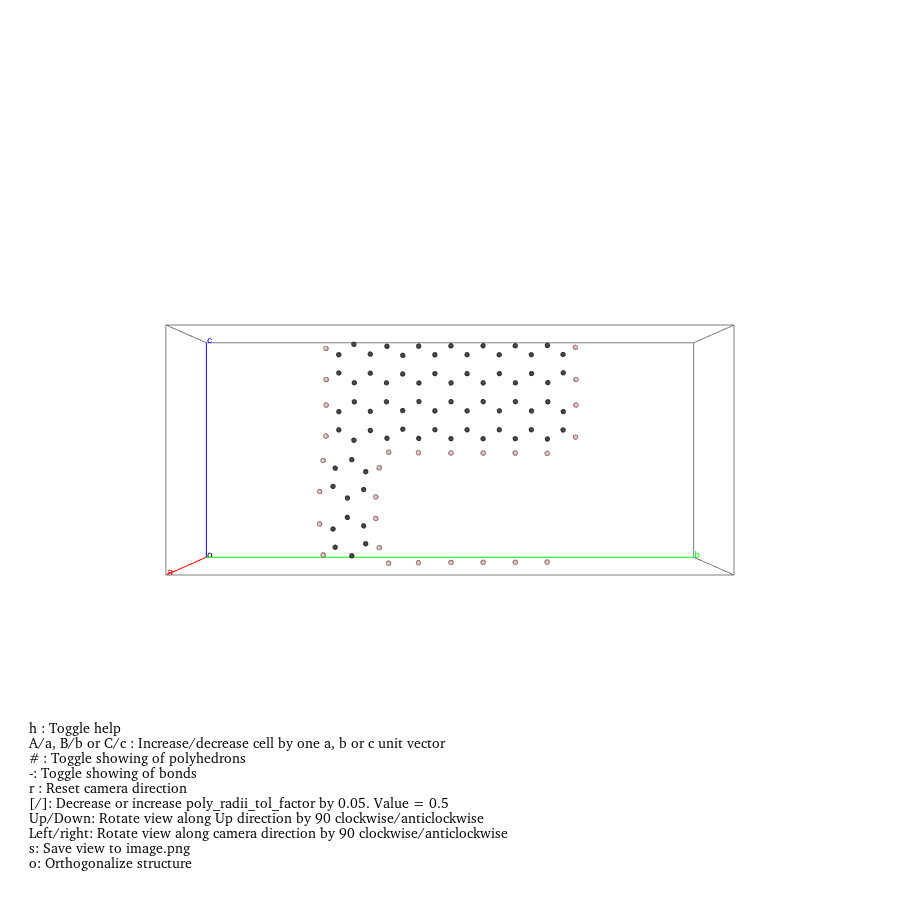 c
o
b
a
h : Toggle help
A/a, B/b or C/c : Increase/decrease cell by one a, b or c unit vector
# : Toggle showing of polyhedrons
-: Toggle showing of bonds
r : Reset camera direction
[/]: Decrease or increase poly_radii_tol_factor by 0.05. Value = 0.5
Up/Down: Rotate view along Up direction by 90 clockwise/anticlockwise
Left/right: Rotate view along camera direction by 90 clockwise/anticlockwise
s: Save view to image.png
o: Orthogonalize structure